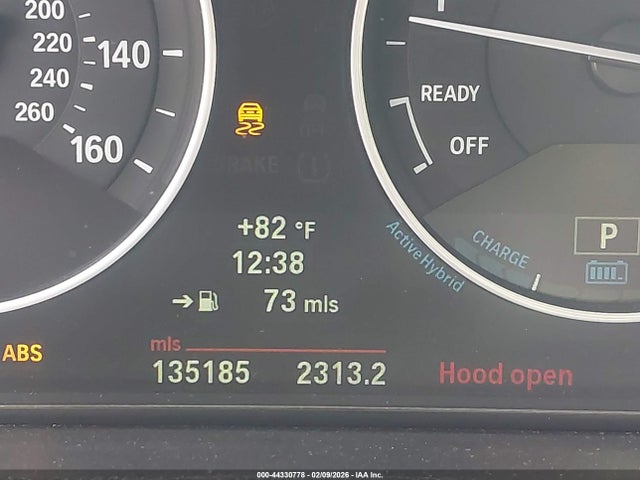 200
220
240
260
140
160
READY
OFF
BRAKE
+82 °F
12:38
73 mls
ActiveHybrid
CHARGE
P
ABS
mls
135185 2313.2
Hood open
000-44330778 - 02/09/2026 - IAA Inc.